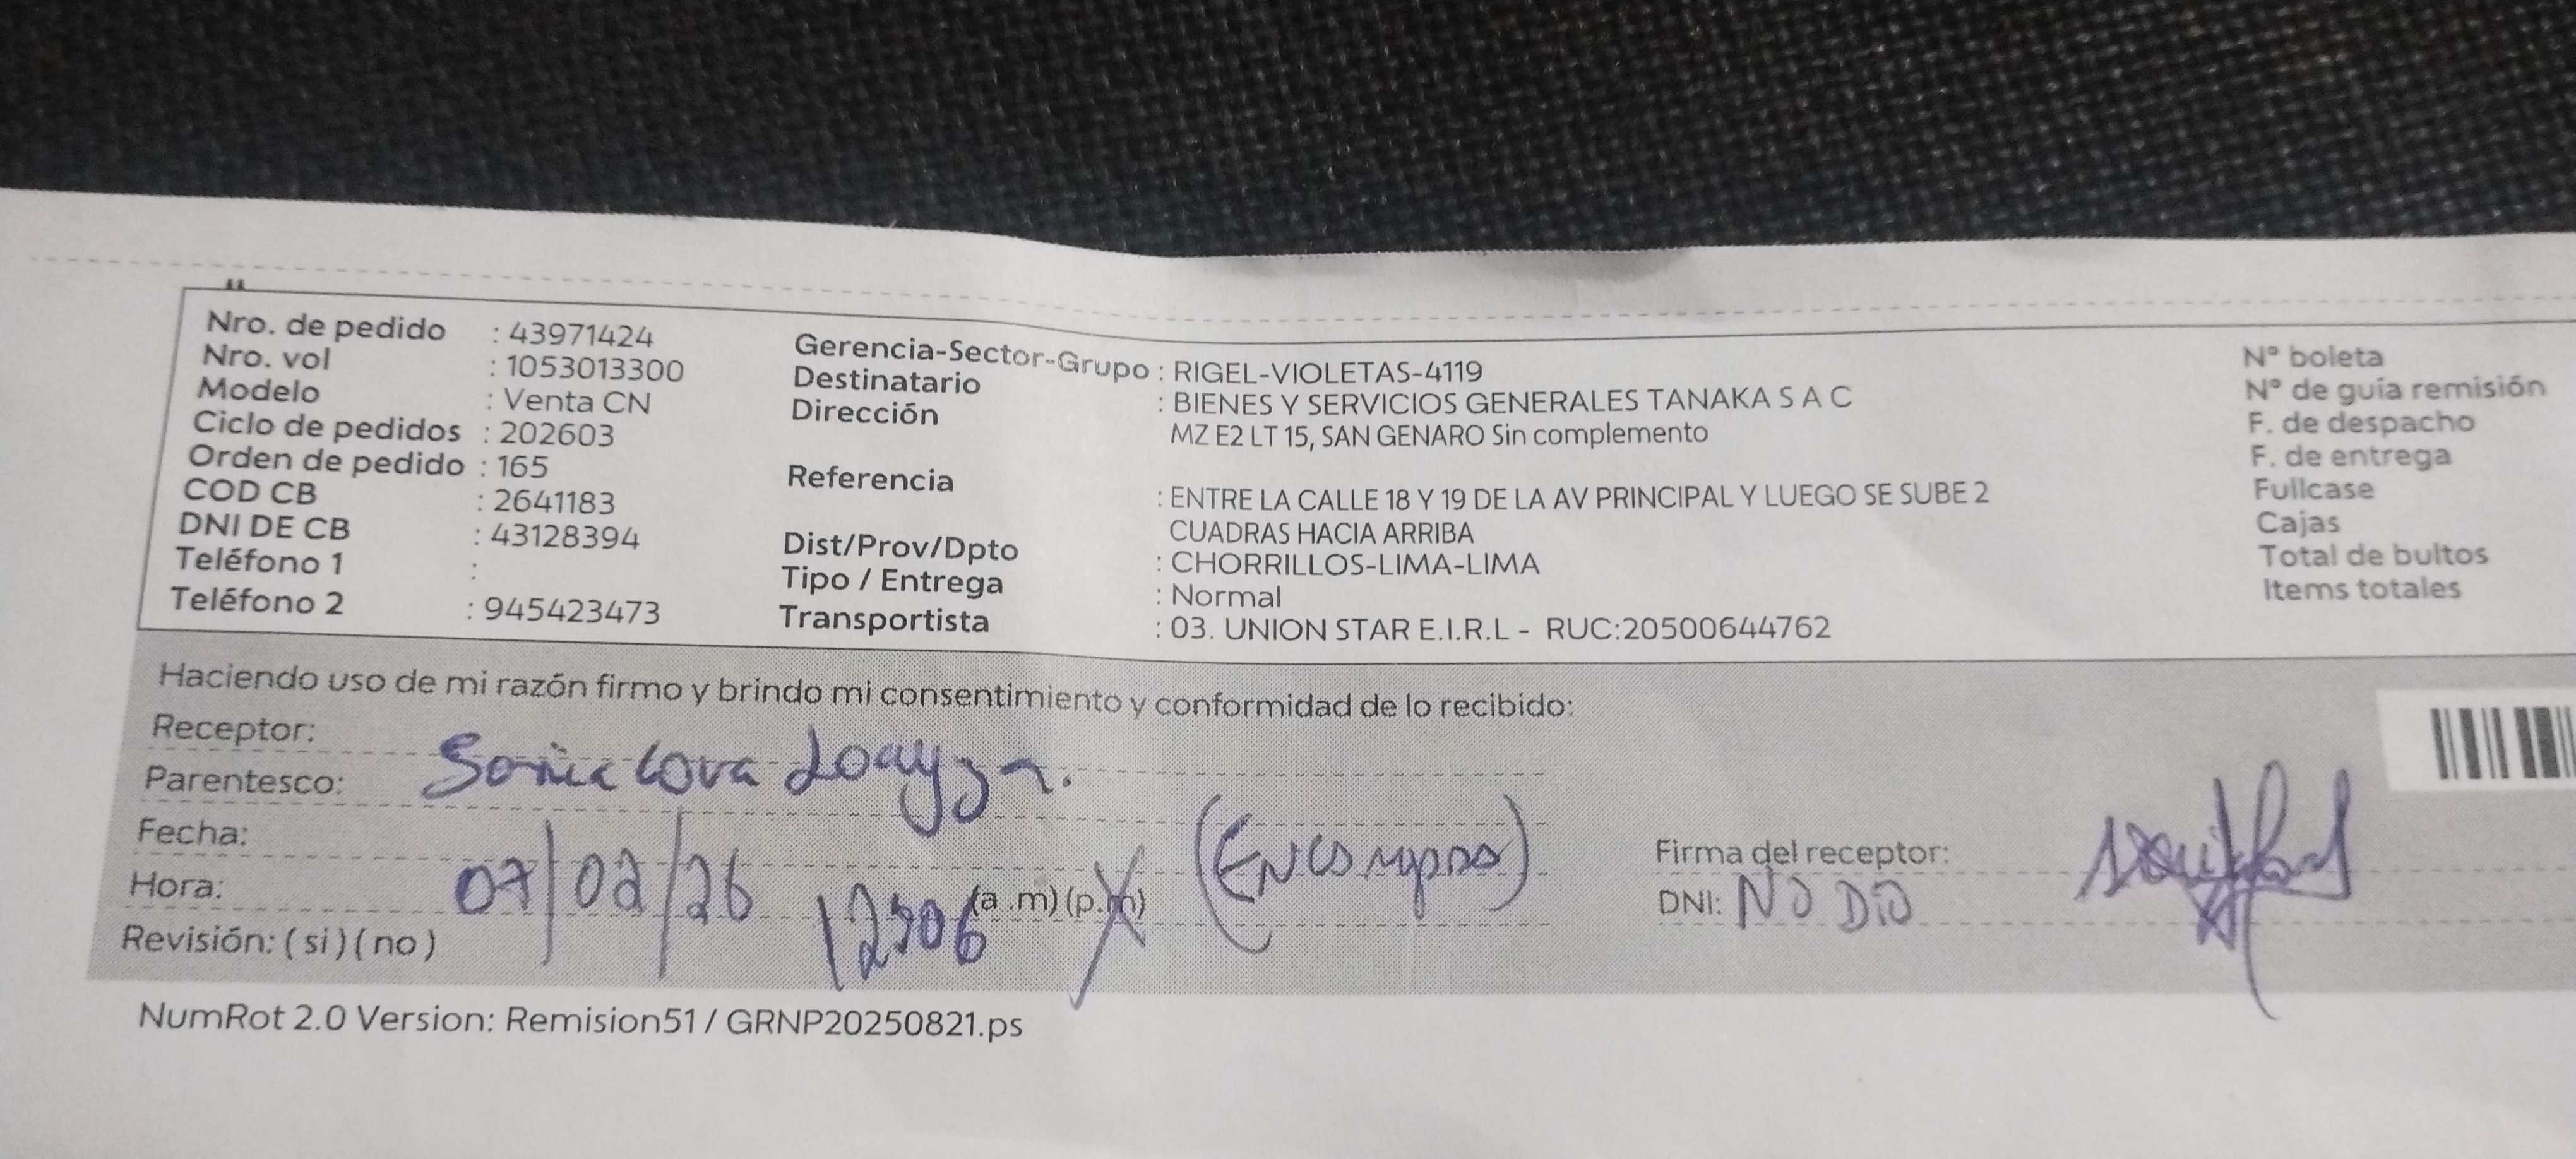 Nro. de pedido : 43971424
Nro. vol : 1053013300
Modelo : Venta CN
Ciclo de pedidos : 202603
Orden de pedido : 165
COD CB : 2641183
DNI DE CB : 43128394
Teléfono 1 :
Teléfono 2 : 945423473
Gerencia-Sector-Grupo : RIGEL-VIOLETAS-4119
Destinatario : BIENES Y SERVICIOS GENERALES TANAKA S A C
Dirección MZ E2 LT 15, SAN GENARO Sin complemento
Referencia : ENTRE LA CALLE 18 Y 19 DE LA AV PRINCIPAL Y LUEGO SE SUBE 2
CUADRAS HACIA ARRIBA
Dist/Prov/Dpto : CHORRILLOS-LIMA-LIMA
Tipo / Entrega : Normal
Transportista : 03. UNION STAR E.I.R.L - RUC:20500644762
Nº boleta
Nº de guía remisión
F. de despacho
F. de entrega
Fullcase
Cajas
Total de bultos
Items totales
Haciendo uso de mi razón firmo y brindo mi consentimiento y conformidad de lo recibido:
Receptor:
Parentesco: Loayza.
Fecha:
Hora: 07/02/26 (a .m) (p.m)
Revisión: ( si ) ( no )
Firma del receptor:
DNI: NO DIO
NumRot 2.0 Version: Remision51 / GRNP20250821.ps